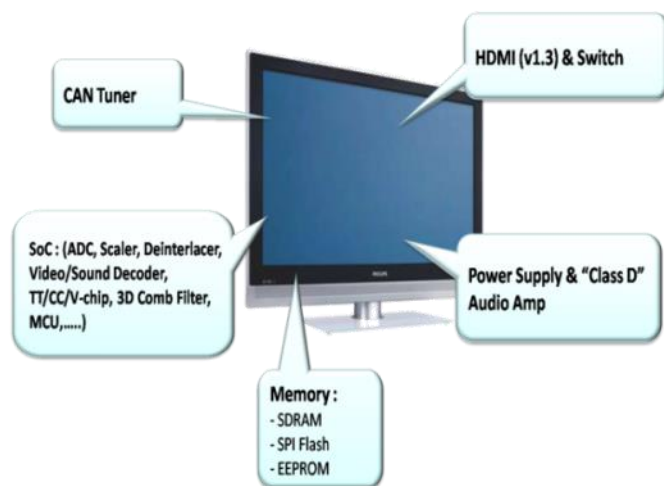 HDMI (v1.3) & Switch
CAN Tuner
SoC : (ADC, Scaler, Deinterlacer,
Video/Sound Decoder,
TT/CC/V-chip, 3D Comb Filter,
MCU,.....)
Power Supply & “Class D”
Audio Amp
PHILIPS
Memory :
- SDRAM
- SPI Flash
- EEPROM